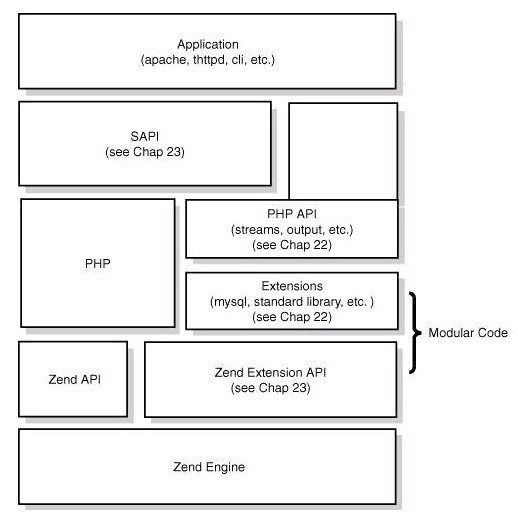 Application
(apache, thttpd, cli, etc.)
SAPI
(see Chap 23)
PHP API
(streams, output, etc.)
(see Chap 22)
PHP
Extensions
(mysql, standard library, etc. )
(see Chap 22)
Modular Code
Zend API
Zend Extension API
(see Chap 23)
Zend Engine